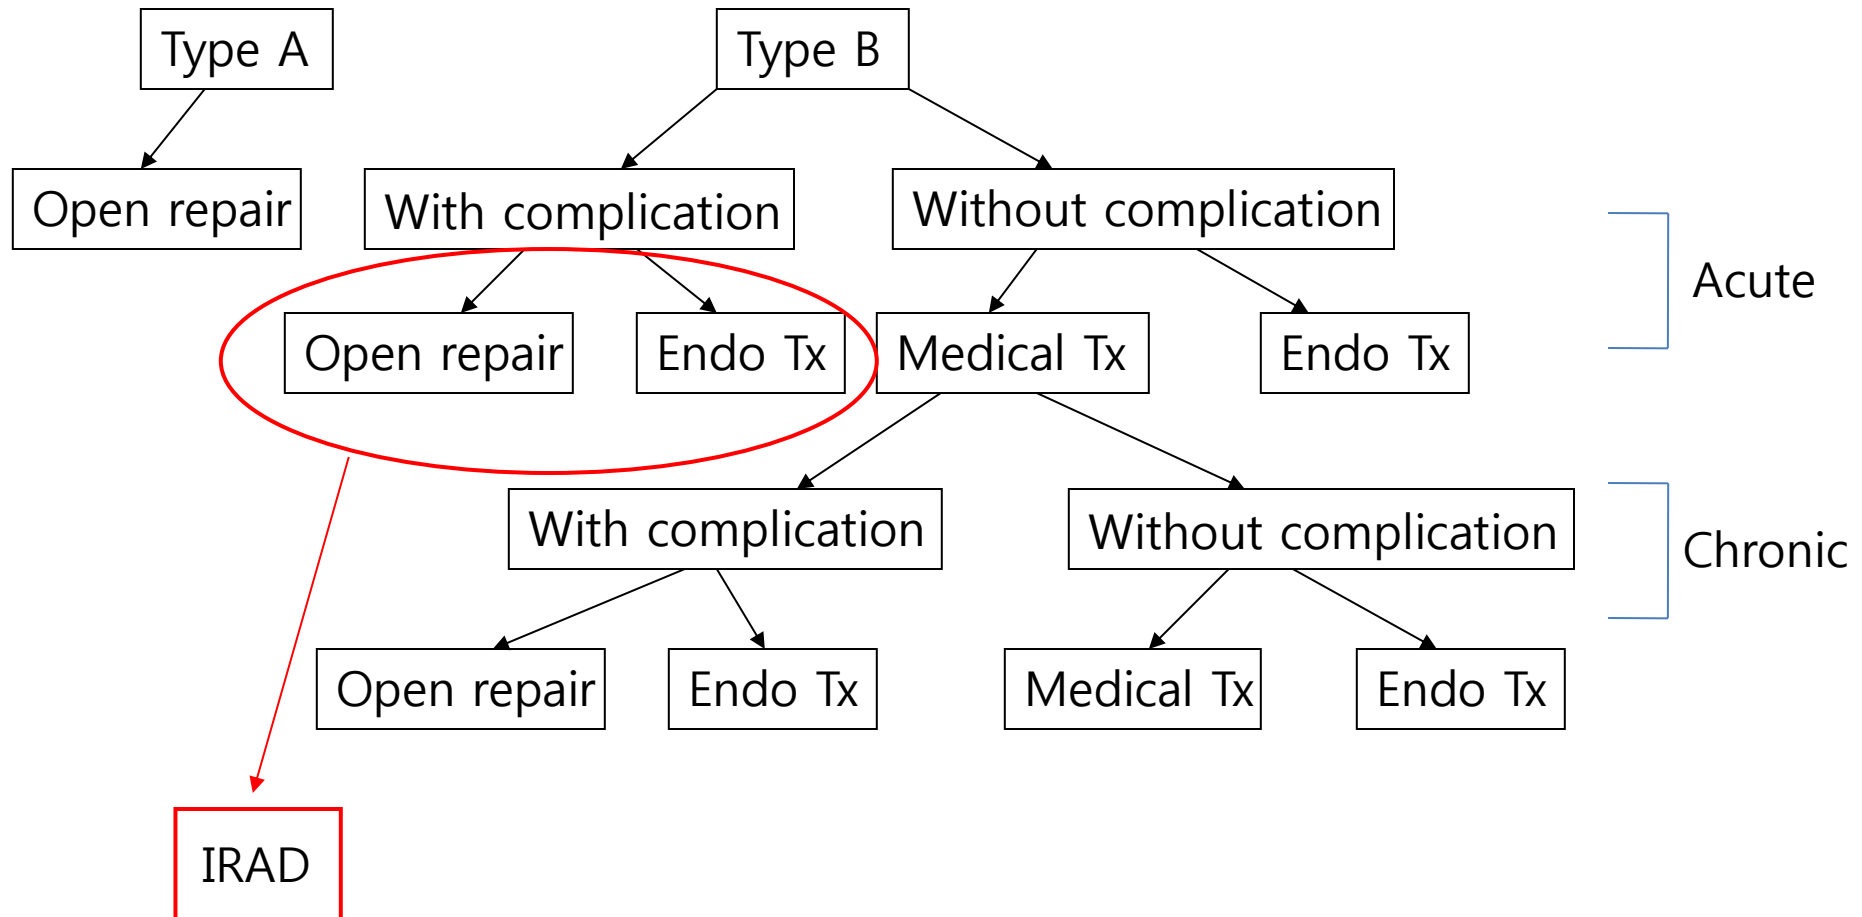 Type A
Type B
Open repair
With complication
Without complication
Acute
Open repair
Endo Tx
Medical Tx
Endo Tx
With complication
Without complication
Chronic
Open repair
Endo Tx
Medical Tx
Endo Tx
IRAD